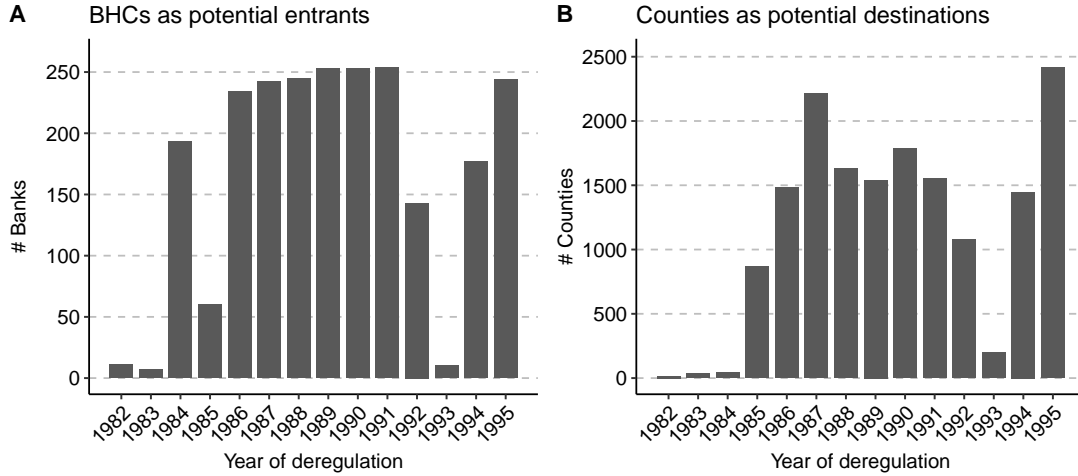 A BHCs as potential entrants
# Banks
250
200
150
100
50
0
1982 1983 1984 1985 1986 1987 1988 1989 1990 1991 1992 1993 1994 1995
Year of deregulation
B Counties as potential destinations
# Counties
2500
2000
1500
1000
500
0
1982 1983 1984 1985 1986 1987 1988 1989 1990 1991 1992 1993 1994 1995
Year of deregulation